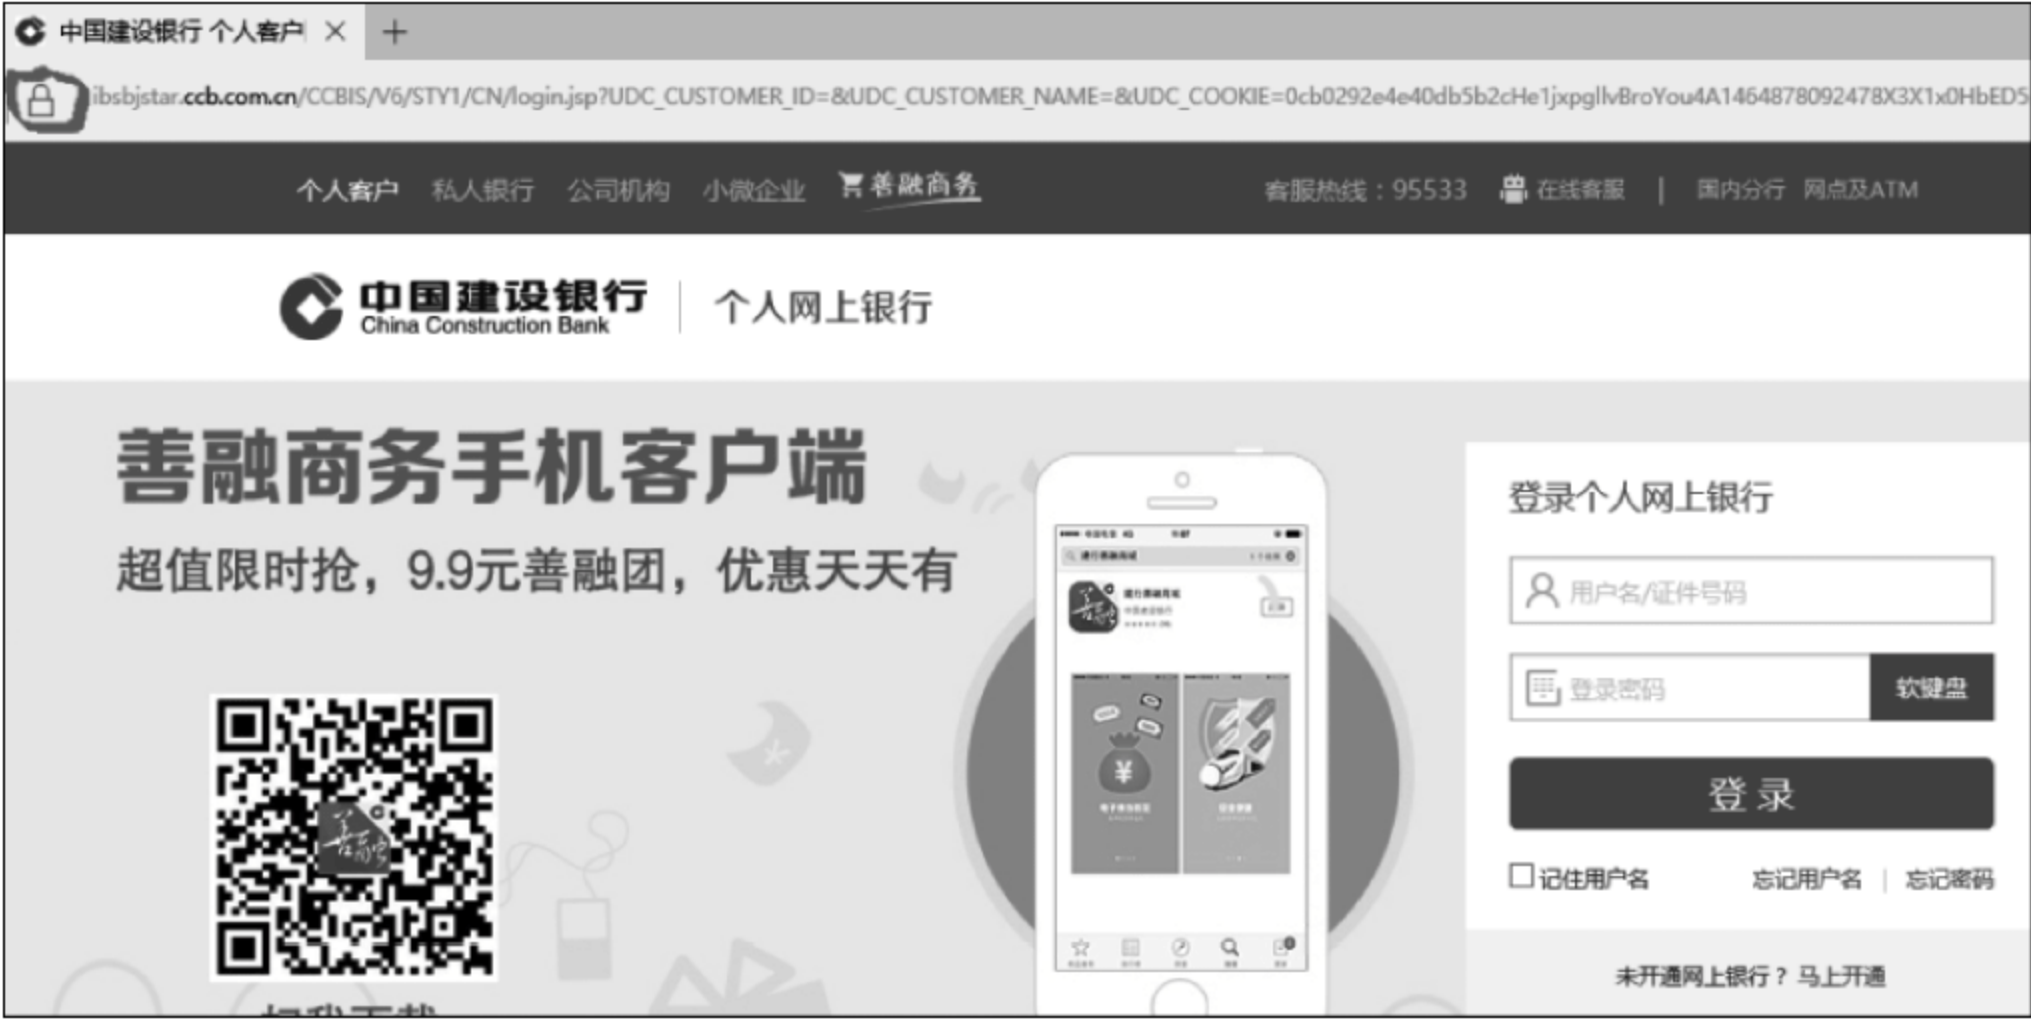 中国建设银行 个人客户
ibsbjstar.ccb.com.cn/CCBIS/V6/STY1/CN/login.jsp?UDC_CUSTOMER_ID=&UDC_CUSTOMER_NAME=&UDC_COOKIE=0cb0292e4e40db5b2cHe1jxpgllvBroYou4A1464878092478X3X1x0HbED5
个人客户 私人银行 公司机构 小微企业 善融商务 客服热线：95533 在线客服 | 国内分行 网点及ATM
中国建设银行 个人网上银行
China Construction Bank
善融商务手机客户端
超值限时抢，9.9元善融团，优惠天天有
登录个人网上银行
用户名/证件号码
登录密码 软键盘
登录
记住用户名 忘记用户名 | 忘记密码
未开通网上银行？马上开通